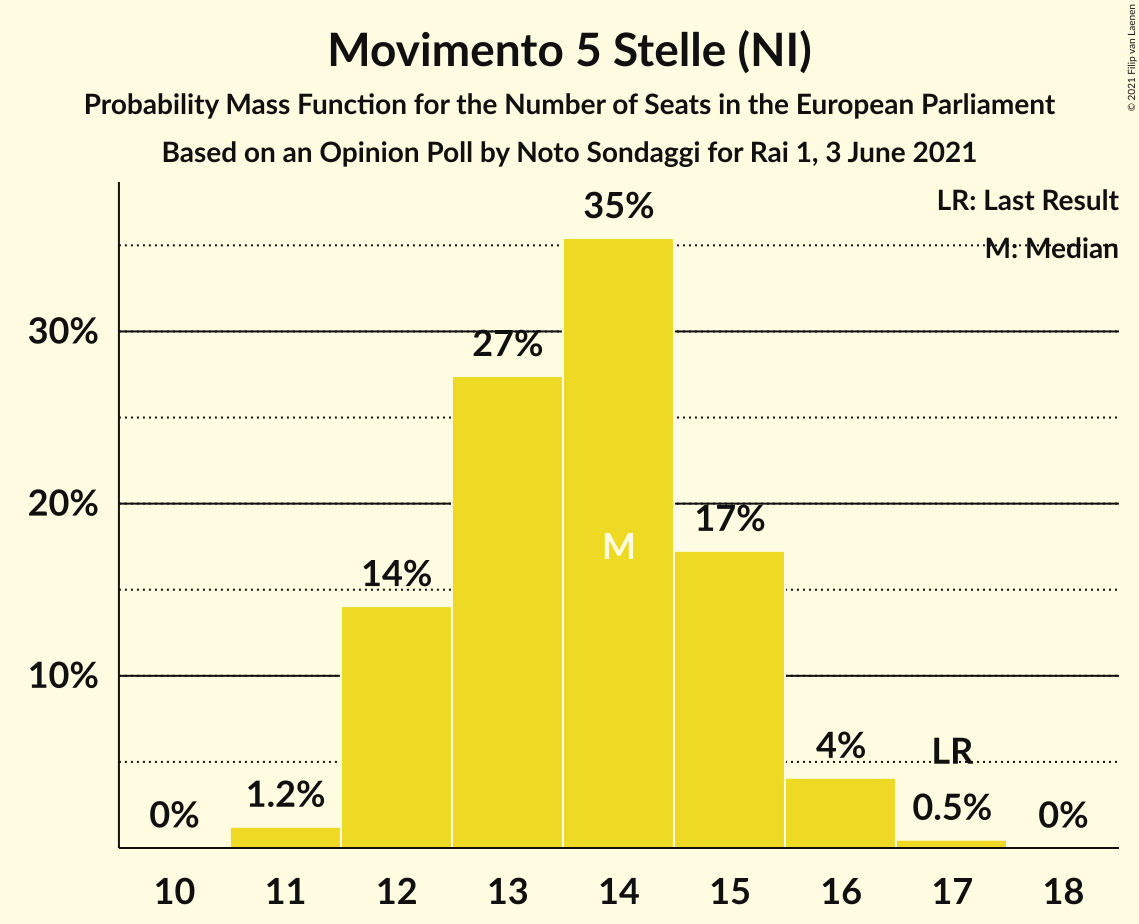 Movimento 5 Stelle (NI)
Probability Mass Function for the Number of Seats in the European Parliament
Based on an Opinion Poll by Noto Sondaggi for Rai 1, 3 June 2021
© 2021 Filip van Laenen
LR: Last Result
M: Median
35%
30%
27%
20%
17%
M
14%
10%
4%
LR
1.2%
0.5%
0%
0%
10 11 12 13 14 15 16 17 18